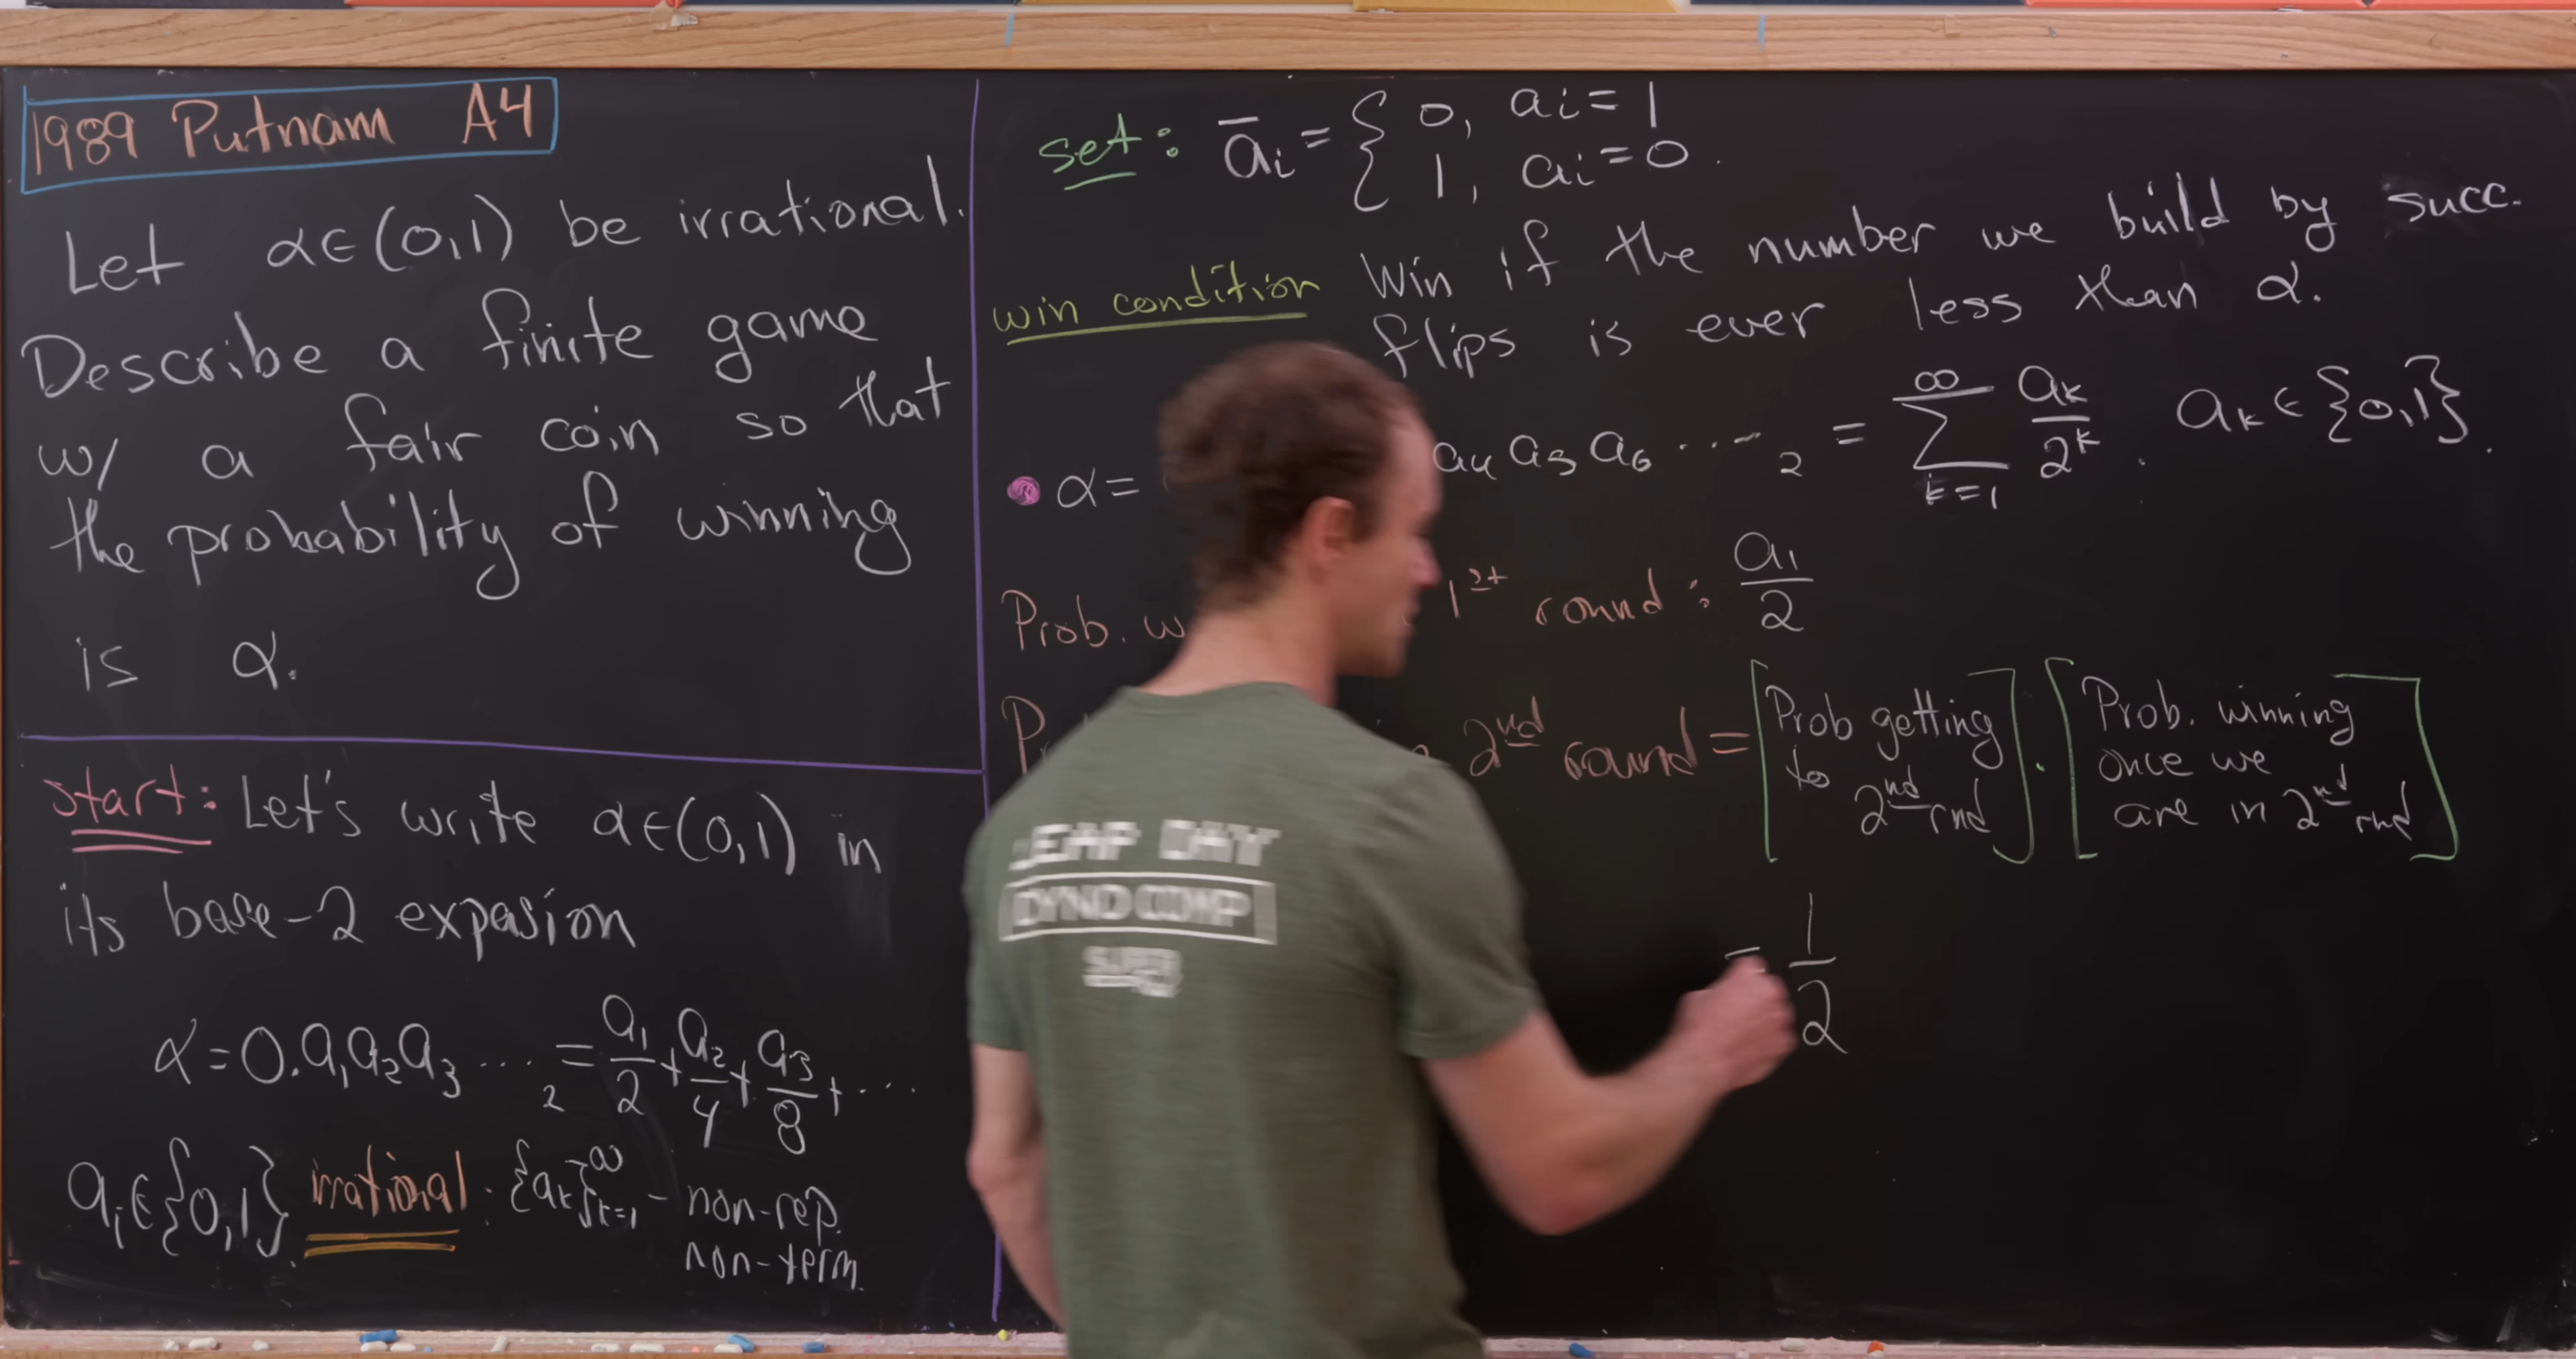 1989 Putnam A4
Let α∈(0,1) be irrational.
Describe a finite game
w/ a fair coin so that
the probability of winning
is α.
start: Let's write α∈(0,1) in
its base-2 expasion
α=0.a₁a₂a₃ ⋯ ₂ = a₁/2 + a₂/4 + a₃/8 + ⋯
aᵢ∈{0,1}. irrational: {aₖ}ₖ₌₁^∞ - non-rep.
non-term.
set: āᵢ = { 0, aᵢ=1
1, aᵢ=0.
win condition Win if the number we build by succ.
flips is ever less than α.
α= a₄a₅a₆ ⋯ ₂ = ∑ₖ₌₁^∞ aₖ/2ᵏ. aₖ∈{0,1}.
Prob. 1st round: a₁/2
2nd round = [Prob getting to 2nd rnd] · [Prob. winning once we are in 2nd rnd]
= 1/2
LEAP DAY
DYNO COMP